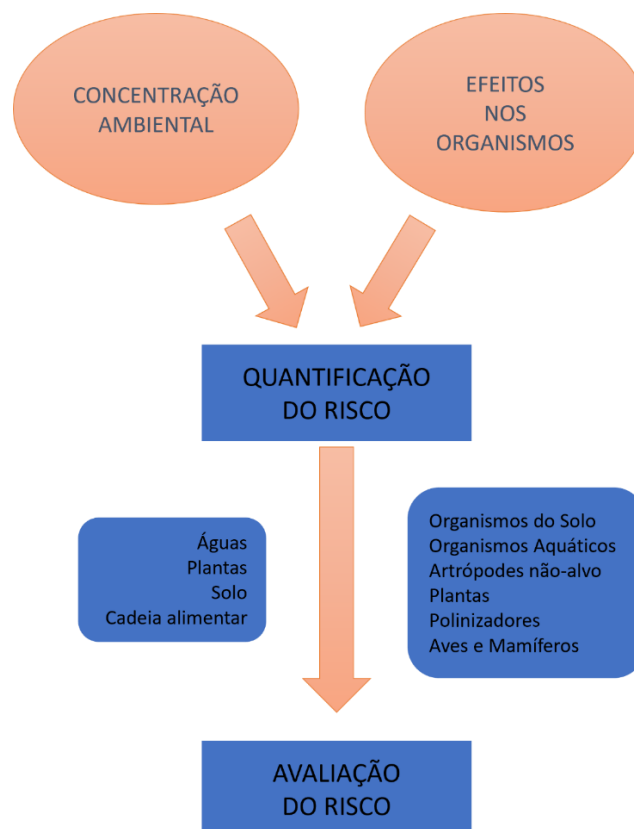 CONCENTRAÇÃO
AMBIENTAL
EFEITOS
NOS
ORGANISMOS
QUANTIFICAÇÃO
DO RISCO
Águas
Plantas
Solo
Cadeia alimentar
Organismos do Solo
Organismos Aquáticos
Artrópodes não-alvo
Plantas
Polinizadores
Aves e Mamíferos
AVALIAÇÃO
DO RISCO